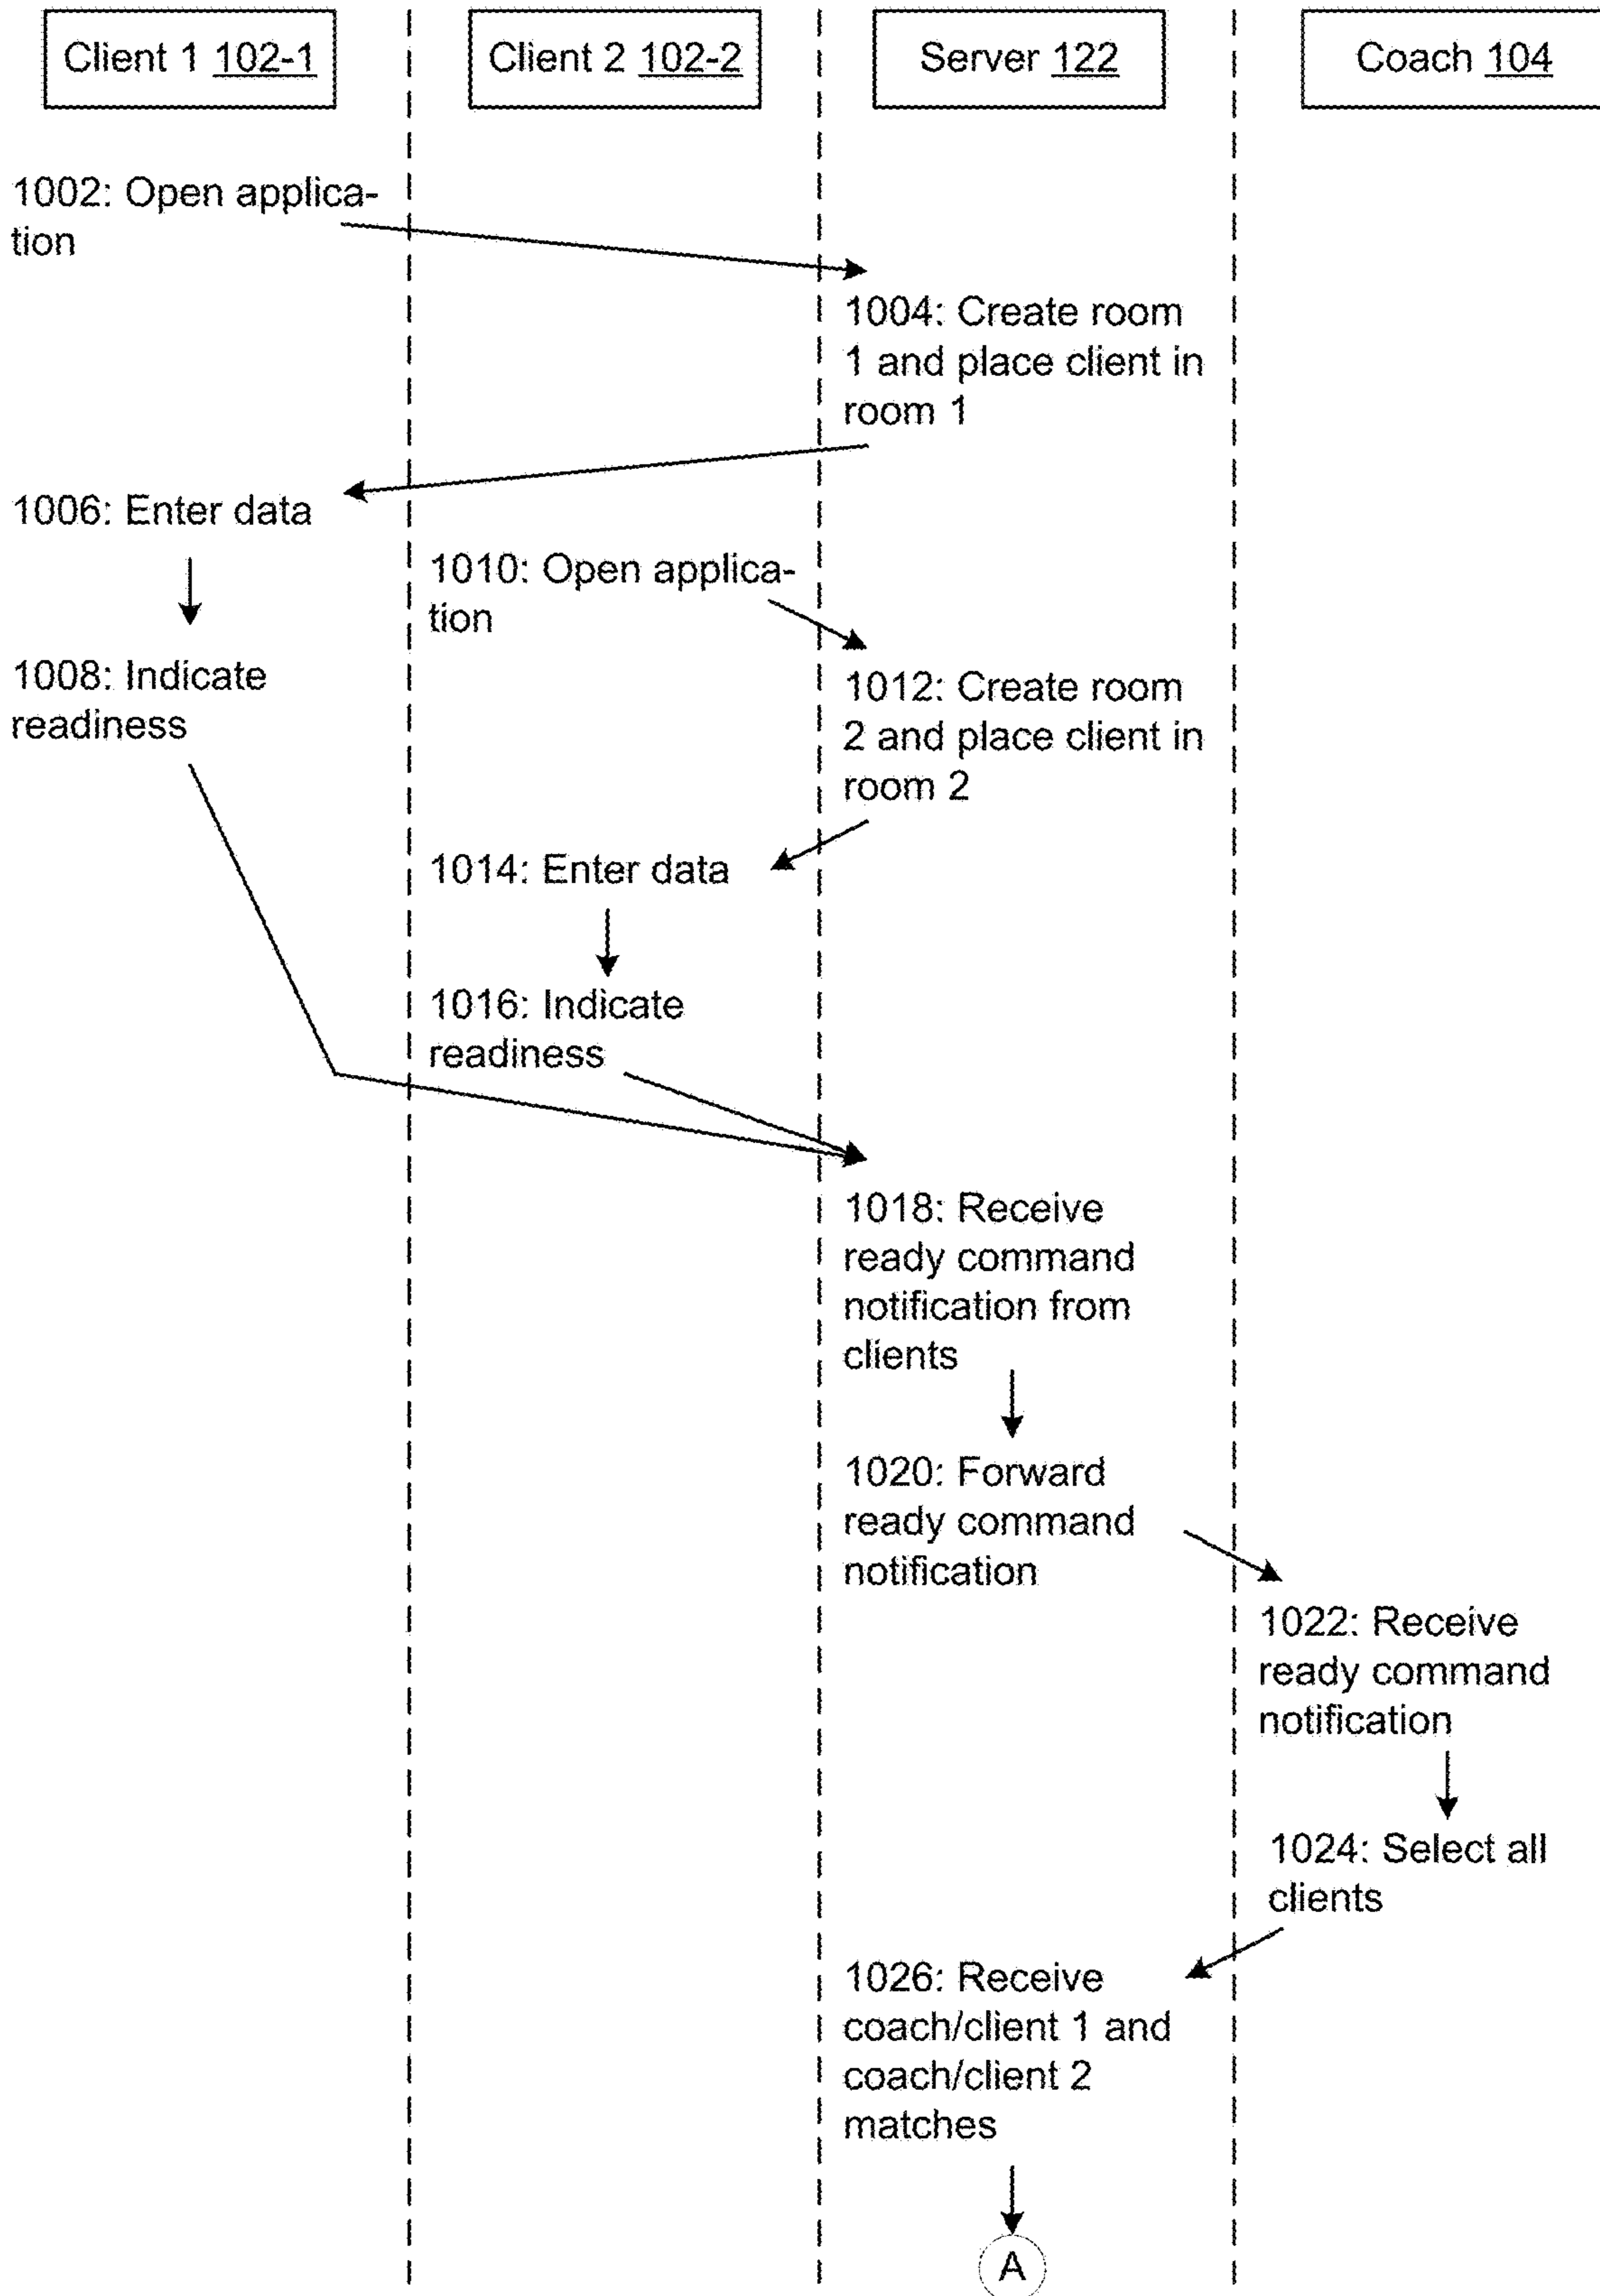 Client 1 102-1
Client 2 102-2
Server 122
Coach 104
1002: Open applica-
tion
1004: Create room
1 and place client in
room 1
1006: Enter data
1010: Open applica-
tion
1008: Indicate
readiness
1012: Create room
2 and place client in
room 2
1014: Enter data
1016: Indicate
readiness
1018: Receive
ready command
notification from
clients
1020: Forward
ready command
notification
1022: Receive
ready command
notification
1024: Select all
clients
1026: Receive
coach/client 1 and
coach/client 2
matches
A